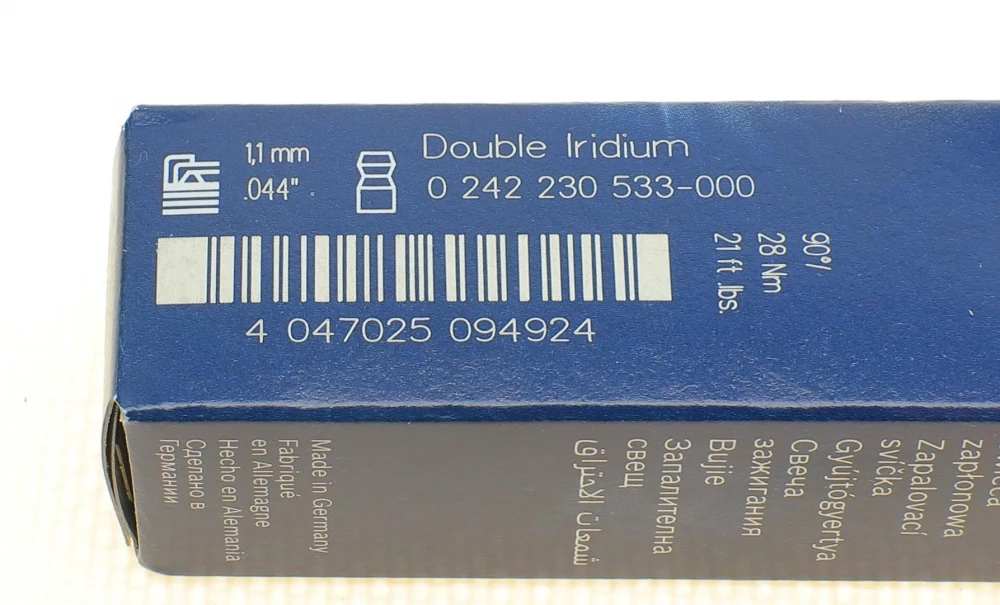 1,1 mm
.044"
Double Iridium
0 242 230 533-000
4 047025 094924
90°/
28 Nm
21 ft .lbs.
Made in Germany
Fabriqué
en Allemagne
Hecho en Alemania
Сделано в
Германии
zapłonowa
Zapalovací
svíčka
Gyújtógyertya
Свеча
зажигания
Bujie
Запалителна
свещ
شمعات الاحتراق